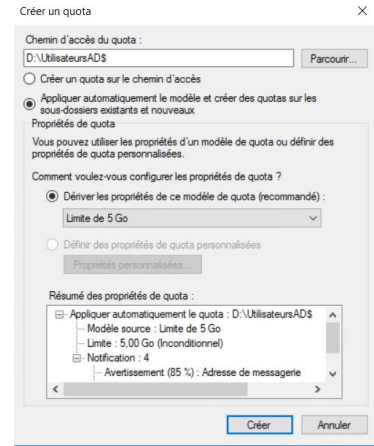 Créer un quota
Chemin d'accès du quota :
D:\UtilisateursAD$
Parcourir...
Créer un quota sur le chemin d'accès
Appliquer automatiquement le modèle et créer des quotas sur les
sous-dossiers existants et nouveaux
Propriétés de quota
Vous pouvez utiliser les propriétés d'un modèle de quota ou définir des
propriétés de quota personnalisées.
Comment voulez-vous configurer les propriétés de quota ?
Dériver les propriétés de ce modèle de quota (recommandé) :
Limite de 5 Go
Définir des propriétés de quota personnalisées
Propriétés personnalisées...
Résumé des propriétés de quota :
Appliquer automatiquement le quota : D:\UtilisateursAD$
Modèle source : Limite de 5 Go
Limite : 5,00 Go (Inconditionnel)
Notification : 4
Avertissement (85 %) : Adresse de messagerie
Créer
Annuler